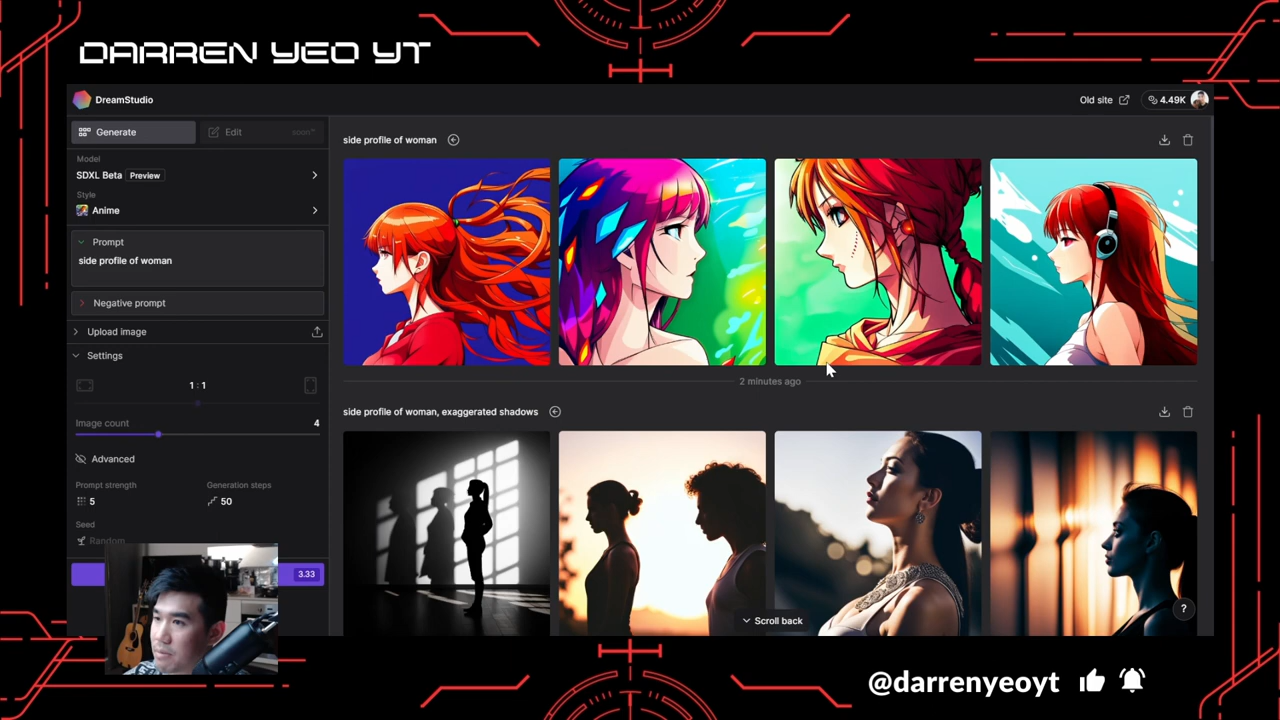 DARREN YEO YT
DreamStudio
Old site
4.49K
Generate
Edit
soon™
Model
SDXL Beta Preview
Style
Anime
Prompt
side profile of woman
Negative prompt
Upload image
Settings
1 : 1
Image count
4
Advanced
Prompt strength
Generation steps
5
50
Seed
Random
3.33
side profile of woman
2 minutes ago
side profile of woman, exaggerated shadows
Scroll back
?
@darrenyeoyt